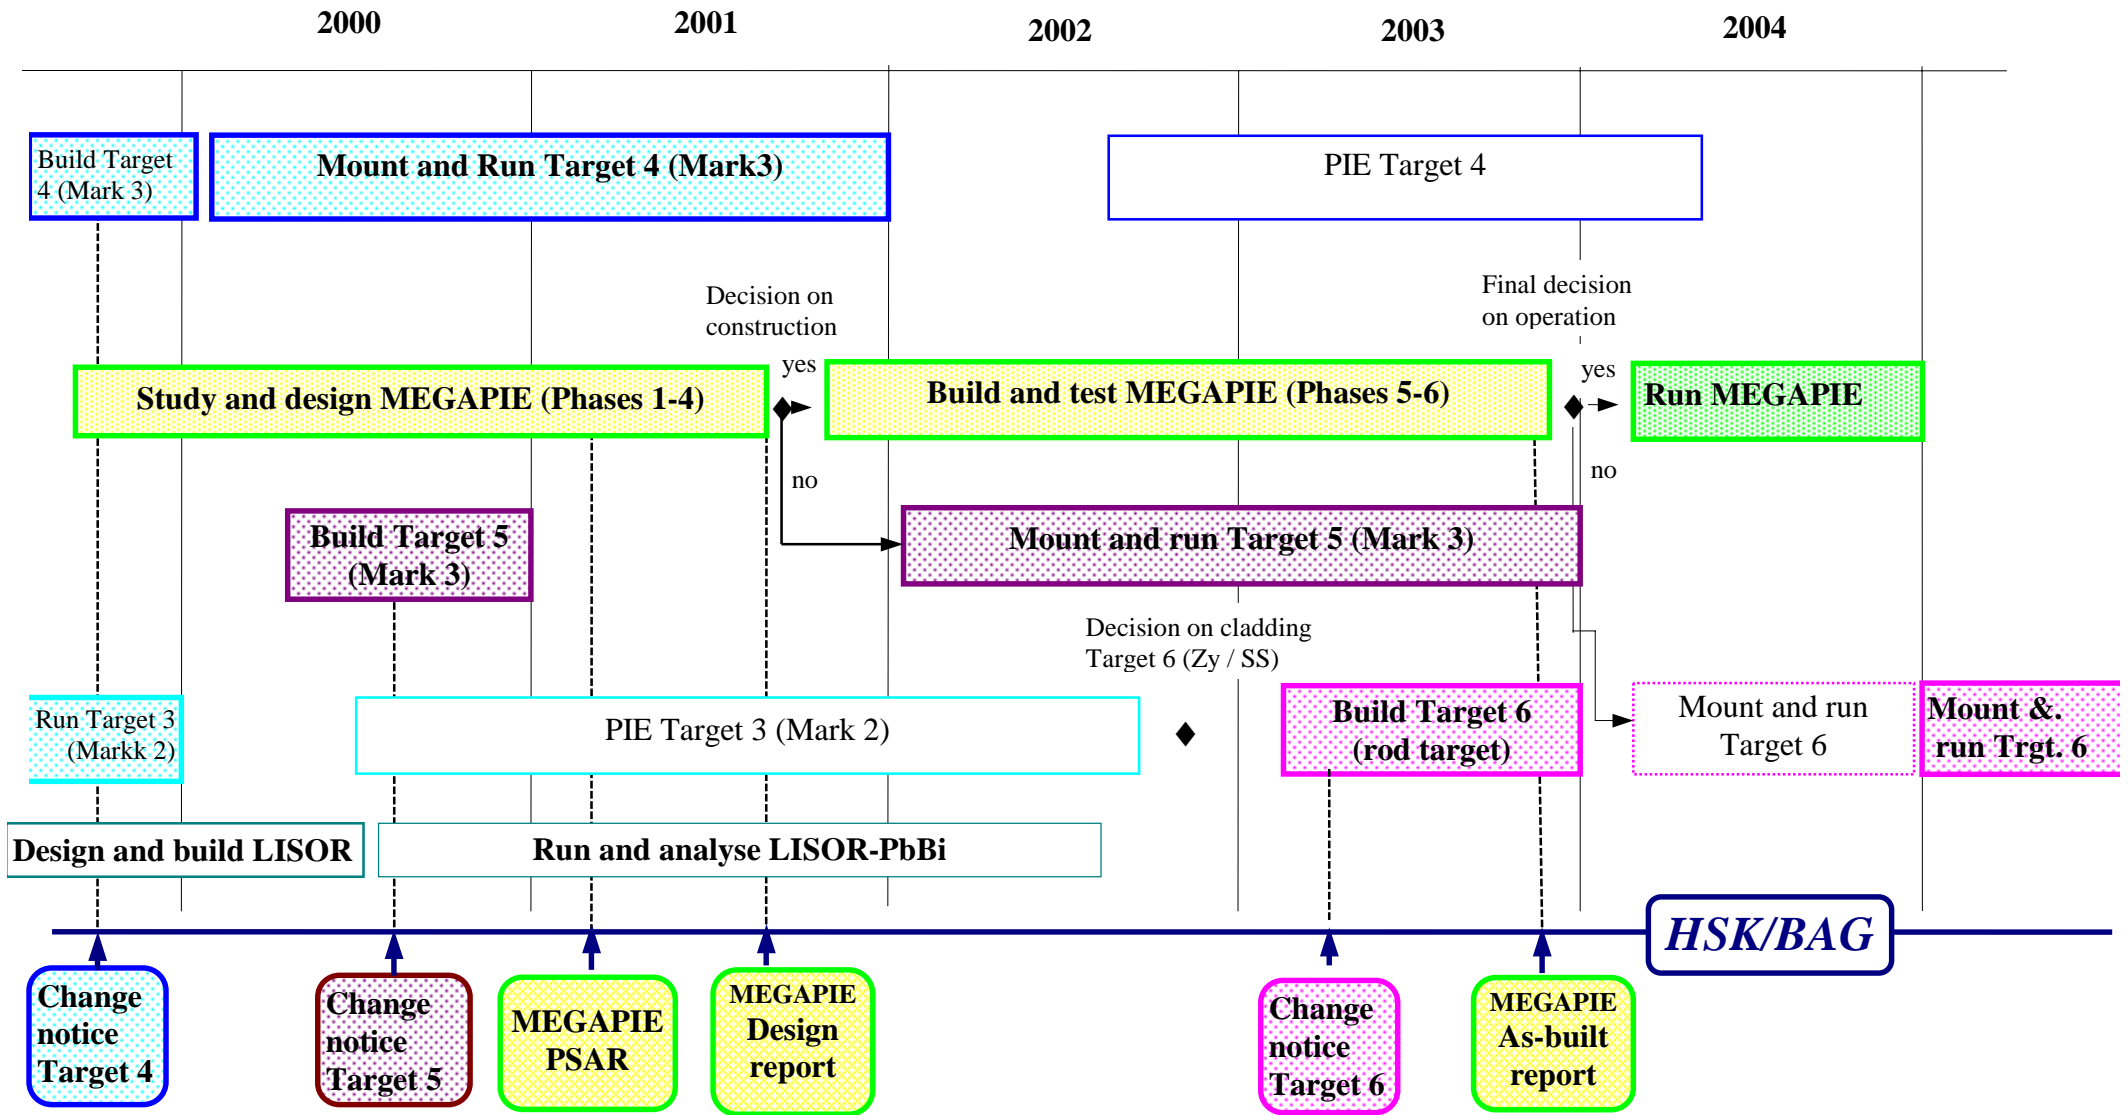 2000
2001
2002
2003
2004
Build Target
4 (Mark 3)
Mount and Run Target 4 (Mark3)
PIE Target 4
Decision on
construction
Final decision
on operation
yes
yes
Study and design MEGAPIE (Phases 1-4)
Build and test MEGAPIE (Phases 5-6)
Run MEGAPIE
no
no
Build Target 5
(Mark 3)
Mount and run Target 5 (Mark 3)
Decision on cladding
Target 6 (Zy / SS)
Run Target 3
(Markk 2)
PIE Target 3 (Mark 2)
Build Target 6
(rod target)
Mount and run
Target 6
Mount &.
run Trgt. 6
Design and build LISOR
Run and analyse LISOR-PbBi
HSK/BAG
Change
notice
Target 4
Change
notice
Target 5
MEGAPIE
PSAR
MEGAPIE
Design
report
Change
notice
Target 6
MEGAPIE
As-built
report